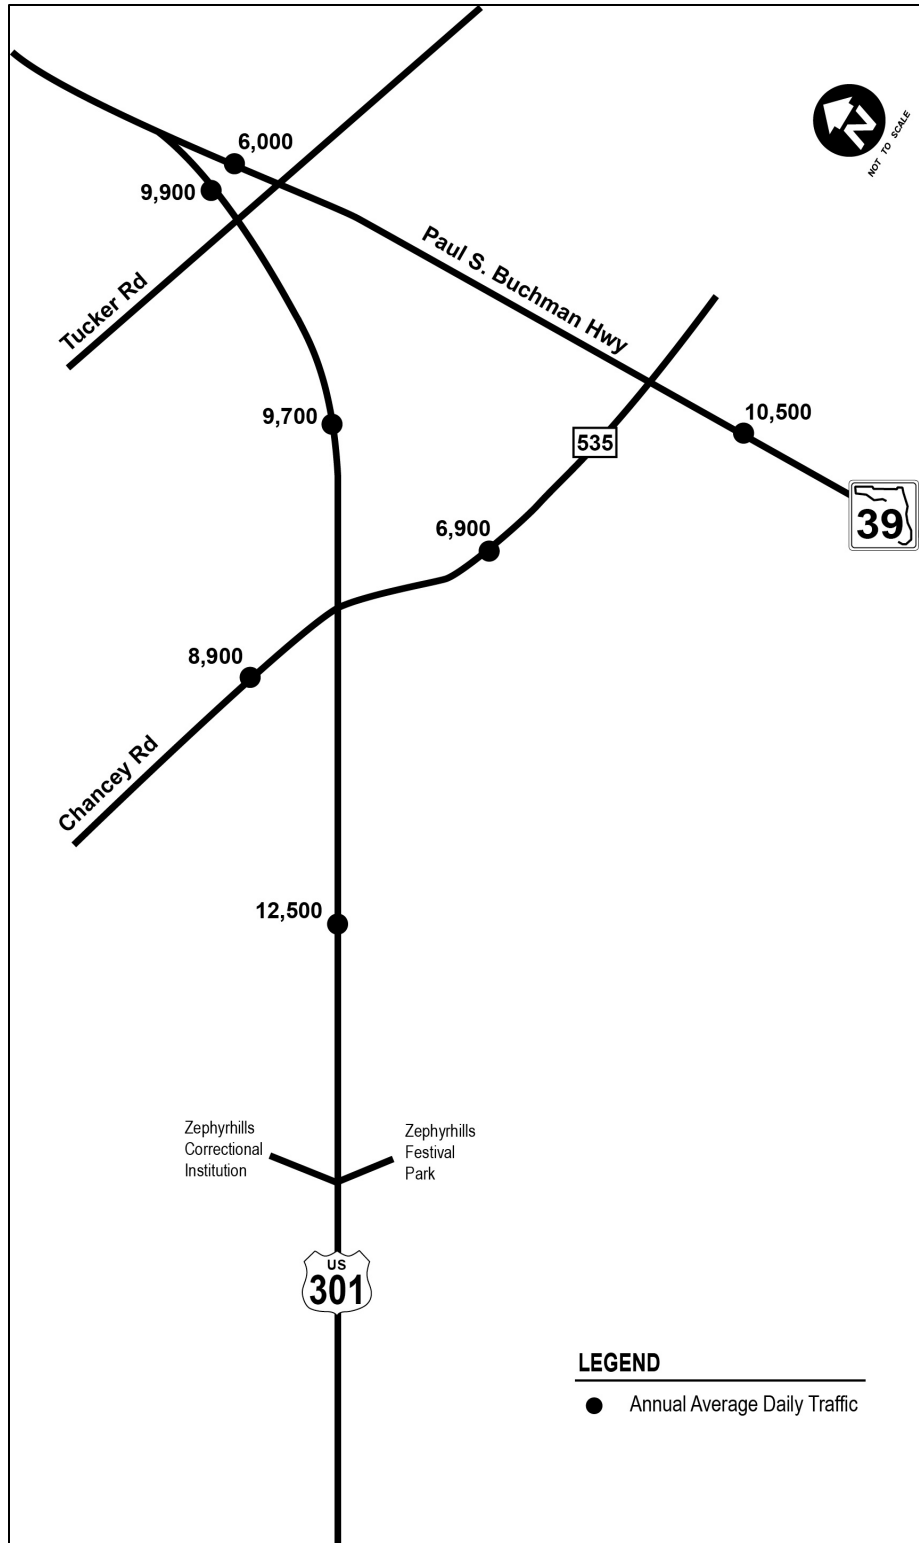 6,000
9,900
N
NOT TO SCALE
Tucker Rd
Paul S. Buchman Hwy
9,700
10,500
535
39
6,900
8,900
Chancey Rd
12,500
Zephyrhills
Correctional
Institution
Zephyrhills
Festival
Park
US
301
LEGEND
Annual Average Daily Traffic